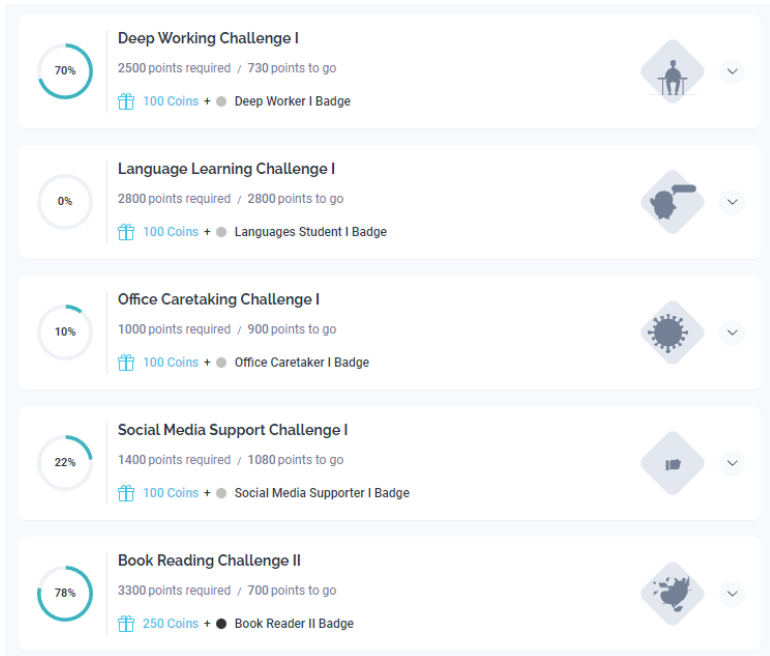 70%
Deep Working Challenge I
2500 points required / 730 points to go
100 Coins + Deep Worker I Badge
0%
Language Learning Challenge I
2800 points required / 2800 points to go
100 Coins + Languages Student I Badge
10%
Office Caretaking Challenge I
1000 points required / 900 points to go
100 Coins + Office Caretaker I Badge
22%
Social Media Support Challenge I
1400 points required / 1080 points to go
100 Coins + Social Media Supporter I Badge
78%
Book Reading Challenge II
3300 points required / 700 points to go
250 Coins + Book Reader II Badge